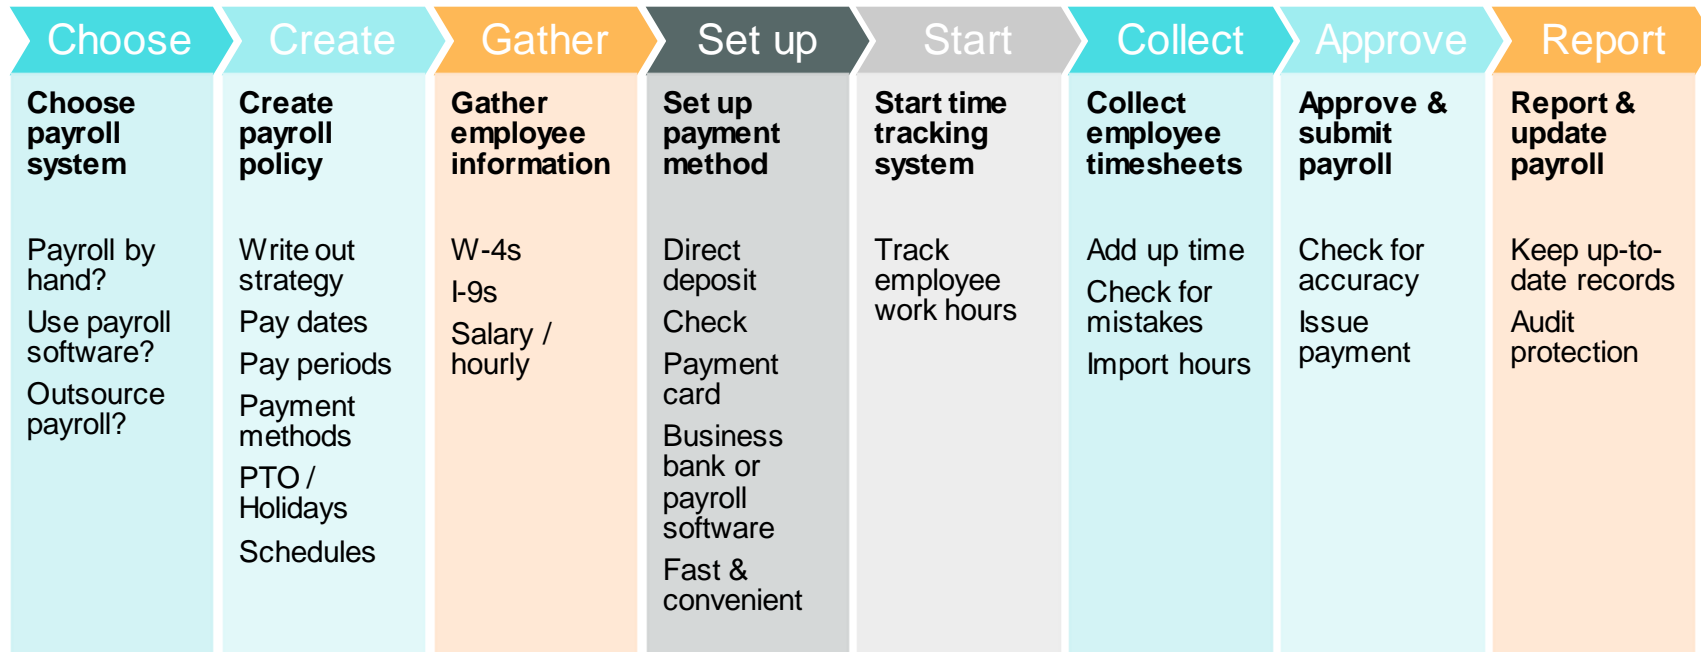 Choose
Create
Gather
Set up
Start
Collect
Approve
Report
Choose
payroll
system
Payroll by
hand?
Use payroll
software?
Outsource
payroll?
Create
payroll
policy
Write out
strategy
Pay dates
Pay periods
Payment
methods
PTO /
Holidays
Schedules
Gather
employee
information
W-4s
I-9s
Salary /
hourly
Set up
payment
method
Direct
deposit
Check
Payment
card
Business
bank or
payroll
software
Fast &
convenient
Start time
tracking
system
Track
employee
work hours
Collect
employee
timesheets
Add up time
Check for
mistakes
Import hours
Approve &
submit
payroll
Check for
accuracy
Issue
payment
Report &
update
payroll
Keep up-to-
date records
Audit
protection